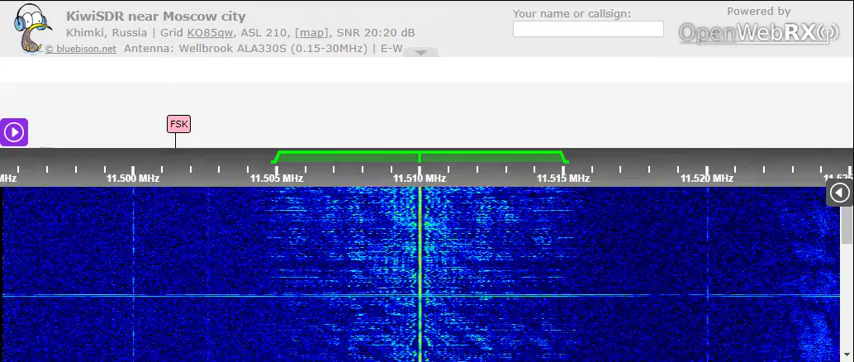 KiwiSDR near Moscow city
Khimki, Russia | Grid KO85qw, ASL 210, [map], SNR 20:20 dB
© bluebison.net Antenna: Wellbrook ALA330S (0.15-30MHz) | E-W
Your name or callsign:
Powered by
OpenWebRX
FSK
MHz 11.500 MHz 11.505 MHz 11.510 MHz 11.515 MHz 11.520 MHz